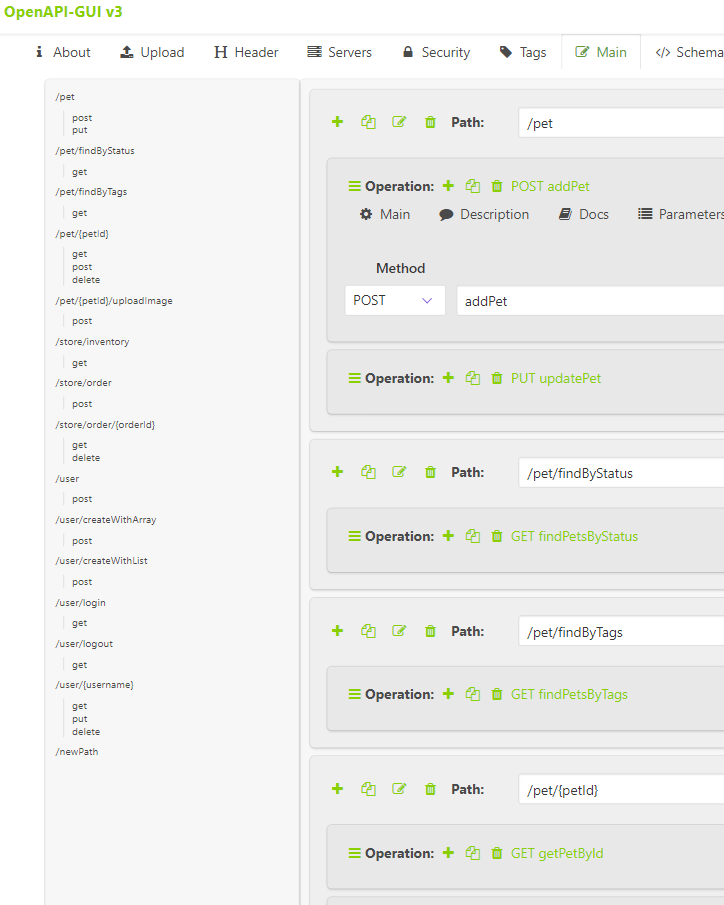 OpenAPI-GUI v3
About Upload Header Servers Security Tags Main Schema
/pet
post
put
/pet/findByStatus
get
/pet/findByTags
get
/pet/{petId}
get
post
delete
/pet/{petId}/uploadImage
post
/store/inventory
get
/store/order
post
/store/order/{orderId}
get
delete
/user
post
/user/createWithArray
post
/user/createWithList
post
/user/login
get
/user/logout
get
/user/{username}
get
put
delete
/newPath
Path: /pet
Operation: POST addPet
Main Description Docs Parameters
Method
POST addPet
Operation: PUT updatePet
Path: /pet/findByStatus
Operation: GET findPetsByStatus
Path: /pet/findByTags
Operation: GET findPetsByTags
Path: /pet/{petId}
Operation: GET getPetById